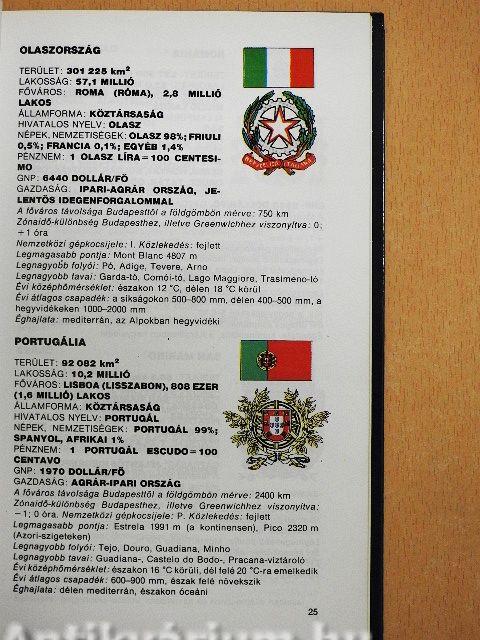 OLASZORSZÁG
TERÜLET: 301 225 km²
LAKOSSÁG: 57,1 MILLIÓ
FŐVÁROS: ROMA (RÓMA), 2,8 MILLIÓ
LAKOS
ÁLLAMFORMA: KÖZTÁRSASÁG
HIVATALOS NYELV: OLASZ
NÉPEK, NEMZETISÉGEK: OLASZ 98%; FRIULI
0,5%; FRANCIA 0,1%; EGYÉB 1,4%
PÉNZNEM: 1 OLASZ LÍRA=100 CENTESI-
MO
GNP: 6440 DOLLÁR/FŐ
GAZDASÁG: IPARI-AGRÁR ORSZÁG, JE-
LENTŐS IDEGENFORGALOMMAL
A főváros távolsága Budapesttől a földgömbön mérve: 750 km
Zónaidő-különbség Budapesthez, illetve Greenwichhez viszonyítva: 0;
+1 óra
Nemzetközi gépkocsijele: I. Közlekedés: fejlett
Legmagasabb pontja: Mont Blanc 4807 m
Legnagyobb folyói: Pó, Adige, Tevere, Arno
Legnagyobb tavai: Garda-tó, Comói-tó, Lago Maggiore, Trasimeno-tó
Évi középhőmérséklet: északon 12 °C, délen 18 °C körül
Évi átlagos csapadék: a síkságokon 500–800 mm, délen 400–500 mm, a
hegyvidékeken 1000–2000 mm
Éghajlata: mediterrán, az Alpokban hegyvidéki
PORTUGÁLIA
TERÜLET: 92 082 km²
LAKOSSÁG: 10,2 MILLIÓ
FŐVÁROS: LISBOA (LISSZABON), 808 EZER
(1,6 MILLIÓ) LAKOS
ÁLLAMFORMA: KÖZTÁRSASÁG
HIVATALOS NYELV: PORTUGÁL
NÉPEK, NEMZETISÉGEK: PORTUGÁL 99%;
SPANYOL, AFRIKAI 1%
PÉNZNEM: 1 PORTUGÁL ESCUDO=100
CENTAVO
GNP: 1970 DOLLÁR/FŐ
GAZDASÁG: AGRÁR-IPARI ORSZÁG
A főváros távolsága Budapesttől a földgömbön mérve: 2400 km
Zónaidő-különbség Budapesthez, illetve Greenwichhez viszonyítva:
−1; 0 óra. Nemzetközi gépkocsijele: P. Közlekedés: fejlett
Legmagasabb pontja: Estrela 1991 m (a kontinensen), Pico 2320 m
(Azori-szigeteken)
Legnagyobb folyói: Tejo, Douro, Guadiana, Minho
Legnagyobb tavai: Guadiana-, Castelo do Bodo-, Pracana-víztároló
Évi középhőmérséklet: északon 16 °C körüli, dél felé 20 °C-ra emelkedik
Évi átlagos csapadék: 600–900 mm, észak felé növekszik
Éghajlata: délen mediterrán, északon óceáni
25